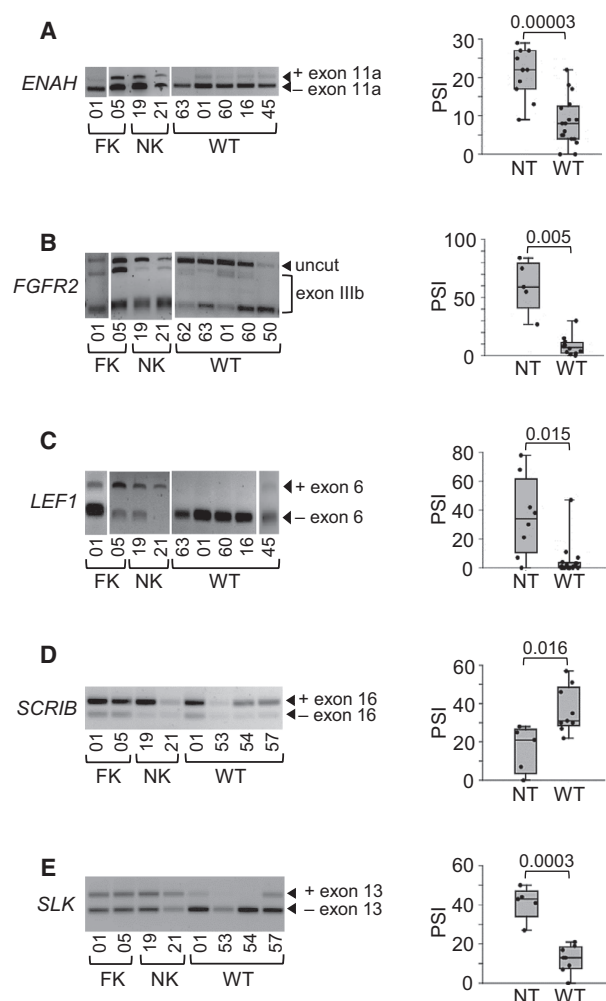 A
ENAH
+ exon 11a
– exon 11a
01 05 19 21 63 01 60 16 45
FK NK WT
0.00003
PSI
30
20
10
0
NT WT
B
FGFR2
uncut
exon IIIb
01 05 19 21 62 63 01 60 50
FK NK WT
0.005
PSI
100
50
0
NT WT
C
LEF1
+ exon 6
– exon 6
01 05 19 21 63 01 60 16 45
FK NK WT
0.015
PSI
80
60
40
20
0
NT WT
D
SCRIB
+ exon 16
– exon 16
01 05 19 21 01 53 54 57
FK NK WT
0.016
PSI
60
40
20
0
NT WT
E
SLK
+ exon 13
– exon 13
01 05 19 21 01 53 54 57
FK NK WT
0.0003
PSI
60
40
20
0
NT WT